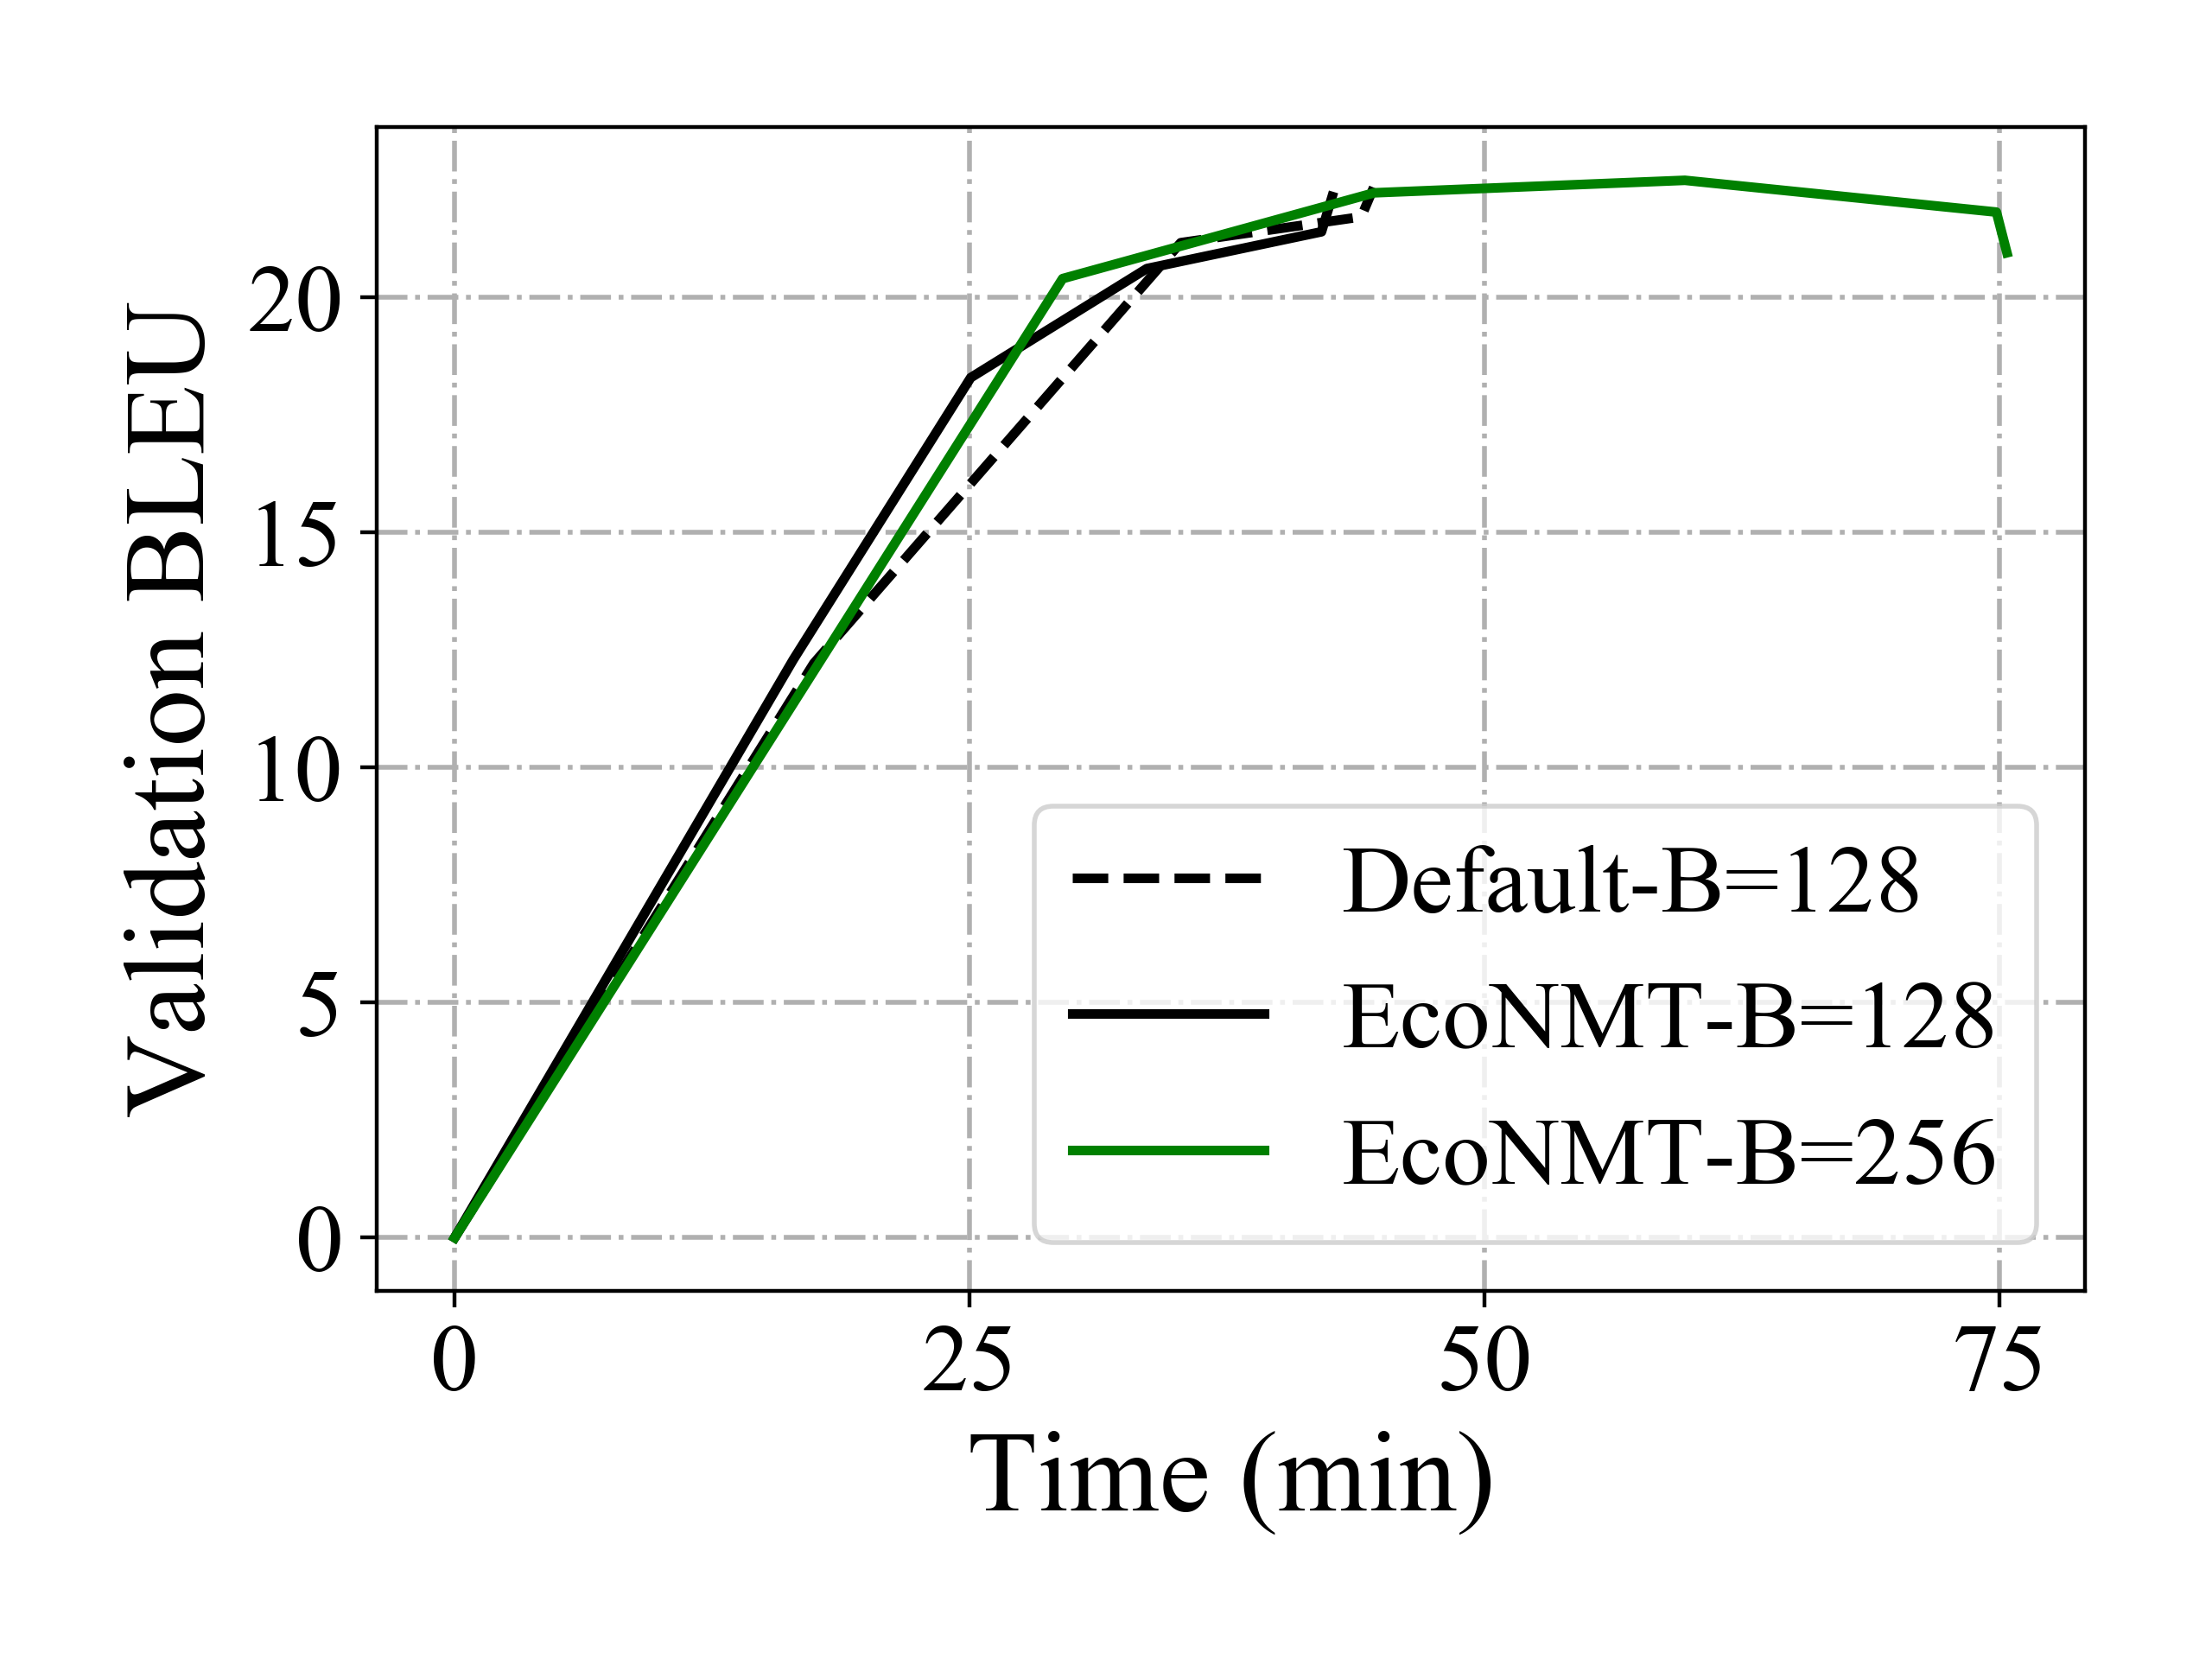 Validation BLEU
20
15
10
5
0
0 25 50 75
Time (min)
Default-B=128
EcoNMT-B=128
EcoNMT-B=256